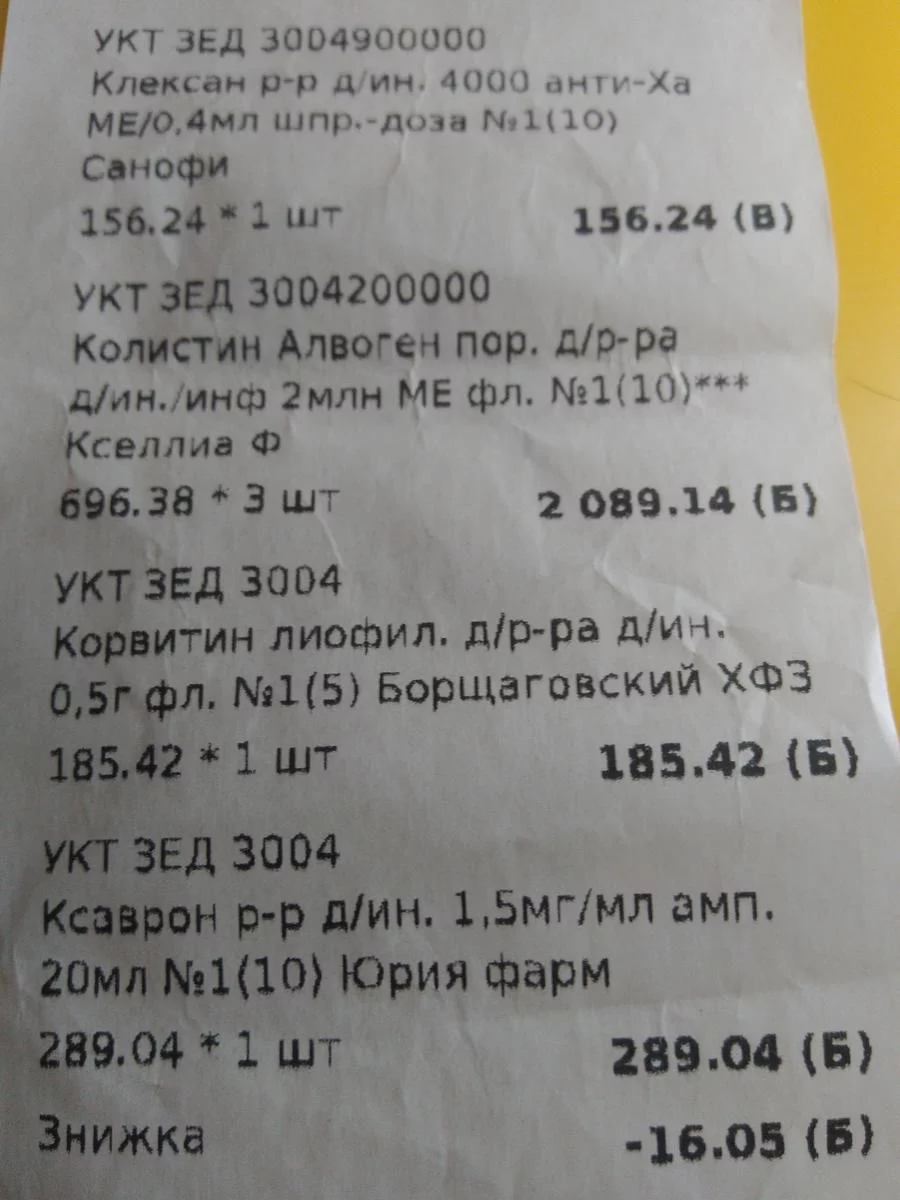 УКТ ЗЕД 3004900000
Клексан р-р д/ин. 4000 анти-Ха
МЕ/0,4мл шпр.-доза №1(10)
Санофи
156.24 * 1 шт 156.24 (В)
УКТ ЗЕД 3004200000
Колистин Алвоген пор. д/р-ра
д/ин./инф 2млн МЕ фл. №1(10)***
Кселлиа Ф
696.38 * 3 шт 2 089.14 (Б)
УКТ ЗЕД 3004
Корвитин лиофил. д/р-ра д/ин.
0,5г фл. №1(5) Борщаговский ХФЗ
185.42 * 1 шт 185.42 (Б)
УКТ ЗЕД 3004
Ксаврон р-р д/ин. 1,5мг/мл амп.
20мл №1(10) Юрия фарм
289.04 * 1 шт 289.04 (Б)
Знижка -16.05 (Б)